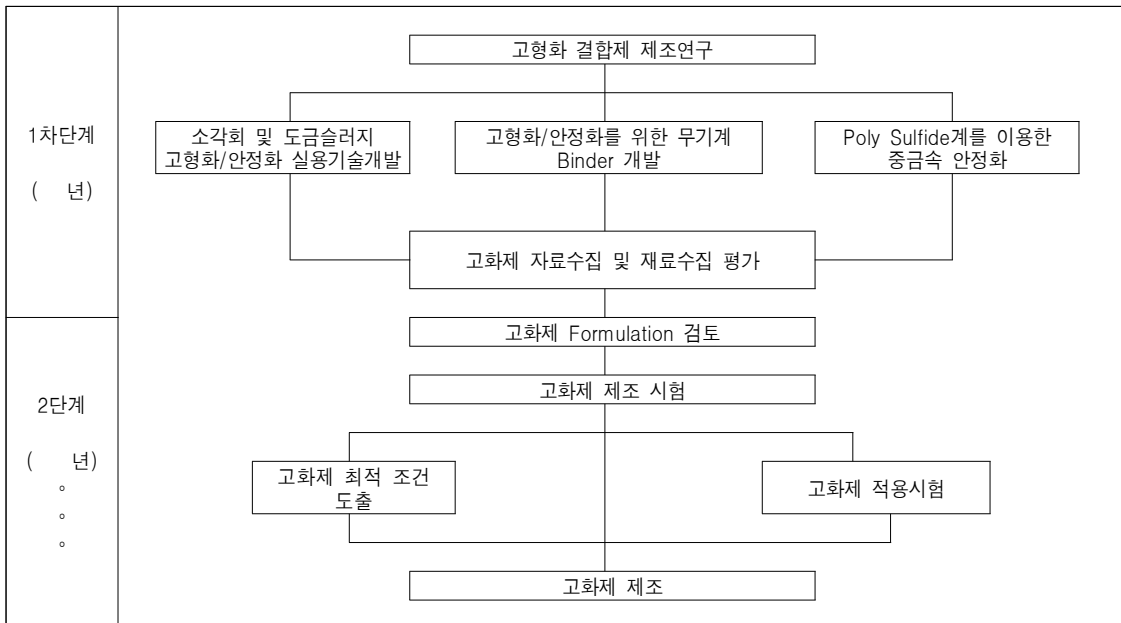 고형화 결합제 제조연구
1차단계
( 년)
소각회 및 도금슬러지
고형화/안정화 실용기술개발
고형화/안정화를 위한 무기계
Binder 개발
Poly Sulfide계를 이용한
중금속 안정화
고화제 자료수집 및 재료수집 평가
고화제 Formulation 검토
고화제 제조 시험
2단계
( 년)
。
。
。
고화제 최적 조건
도출
고화제 적용시험
고화제 제조